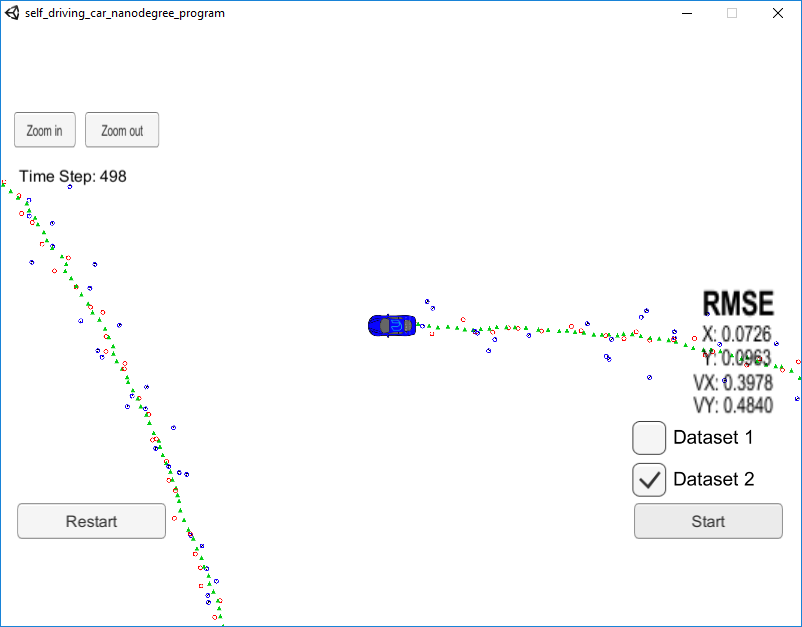 self_driving_car_nanodegree_program
Zoom in
Zoom out
Time Step: 498
RMSE
X: 0.0726
Y: 0.0963
VX: 0.3978
VY: 0.4840
Dataset 1
Dataset 2
Restart
Start